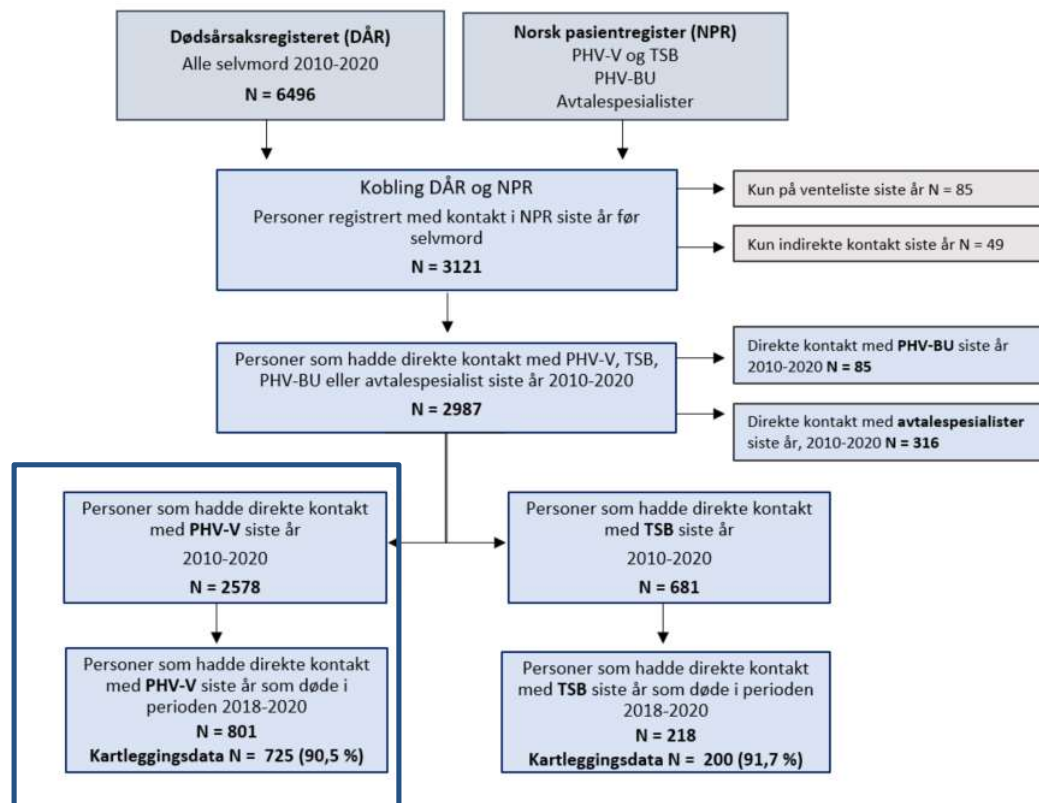 Dødsårsaksregisteret (DÅR)
Alle selvmord 2010-2020
N = 6496
Norsk pasientregister (NPR)
PHV-V og TSB
PHV-BU
Avtalespesialister
Kobling DÅR og NPR
Personer registrert med kontakt i NPR siste år før
selvmord
N = 3121
Kun på venteliste siste år N = 85
Kun indirekte kontakt siste år N = 49
Personer som hadde direkte kontakt med PHV-V, TSB,
PHV-BU eller avtalespesialist siste år 2010-2020
N = 2987
Direkte kontakt med PHV-BU siste år
2010-2020 N = 85
Direkte kontakt med avtalespesialister
siste år, 2010-2020 N = 316
Personer som hadde direkte kontakt
med PHV-V siste år
2010-2020
N = 2578
Personer som hadde direkte kontakt
med TSB siste år
2010-2020
N = 681
Personer som hadde direkte kontakt
med PHV-V siste år som døde i
perioden 2018-2020
N = 801
Kartleggingsdata N = 725 (90,5 %)
Personer som hadde direkte kontakt
med TSB siste år som døde i perioden
2018-2020
N = 218
Kartleggingsdata N = 200 (91,7 %)